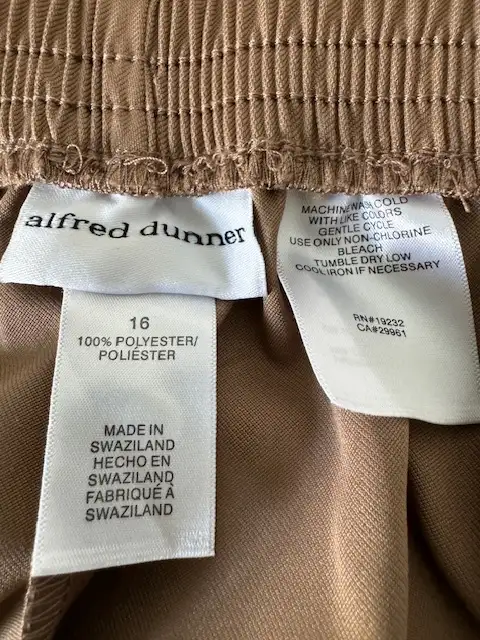 alfred dunner
16
100% POLYESTER/
POLIÉSTER
MADE IN
SWAZILAND
HECHO EN
SWAZILAND
FABRIQUÉ À
SWAZILAND
MACHINE WASH COLD
WITH LIKE COLORS
GENTLE CYCLE
USE ONLY NON-CHLORINE
BLEACH
TUMBLE DRY LOW
COOL IRON IF NECESSARY
RN#19232
CA#29961